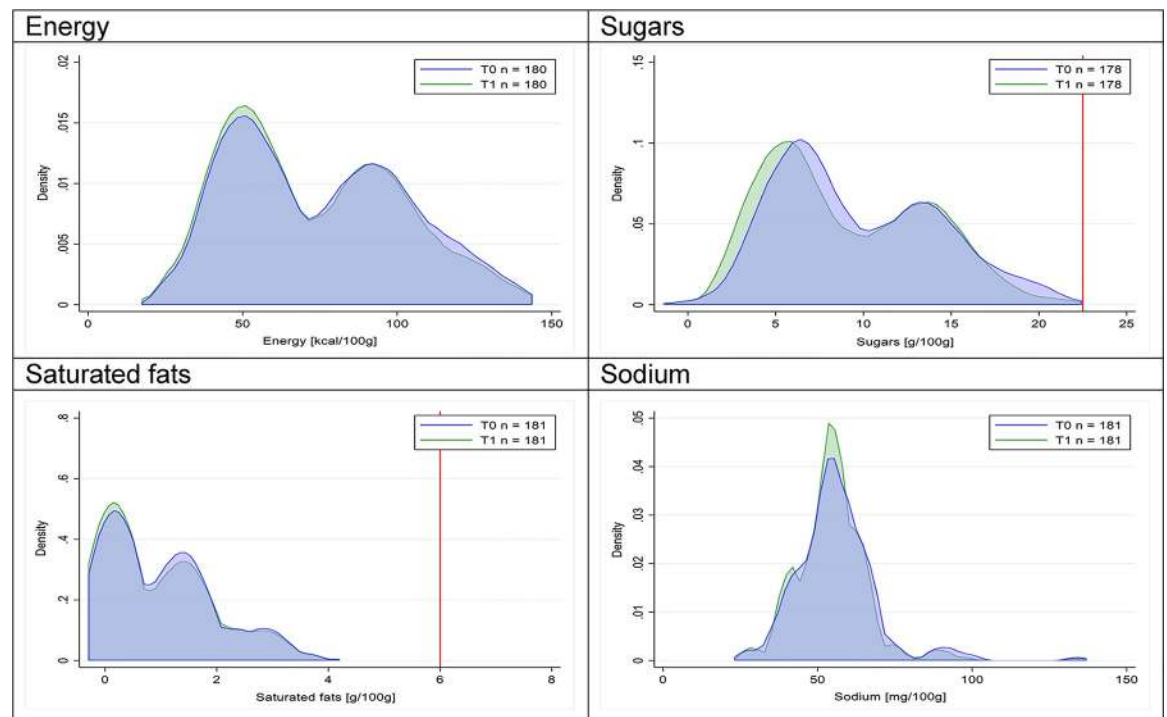 Energy
.02
.015
.01
.005
0
Density
T0 n = 180
T1 n = 180
0 50 100 150
Energy [kcal/100g]
Sugars
.15
.1
.05
0
Density
T0 n = 178
T1 n = 178
0 5 10 15 20 25
Sugars [g/100g]
Saturated fats
.8
.6
.4
.2
0
Density
T0 n = 181
T1 n = 181
0 2 4 6 8
Saturated fats [g/100g]
Sodium
.05
.04
.03
.02
.01
0
Density
T0 n = 181
T1 n = 181
0 50 100 150
Sodium [mg/100g]